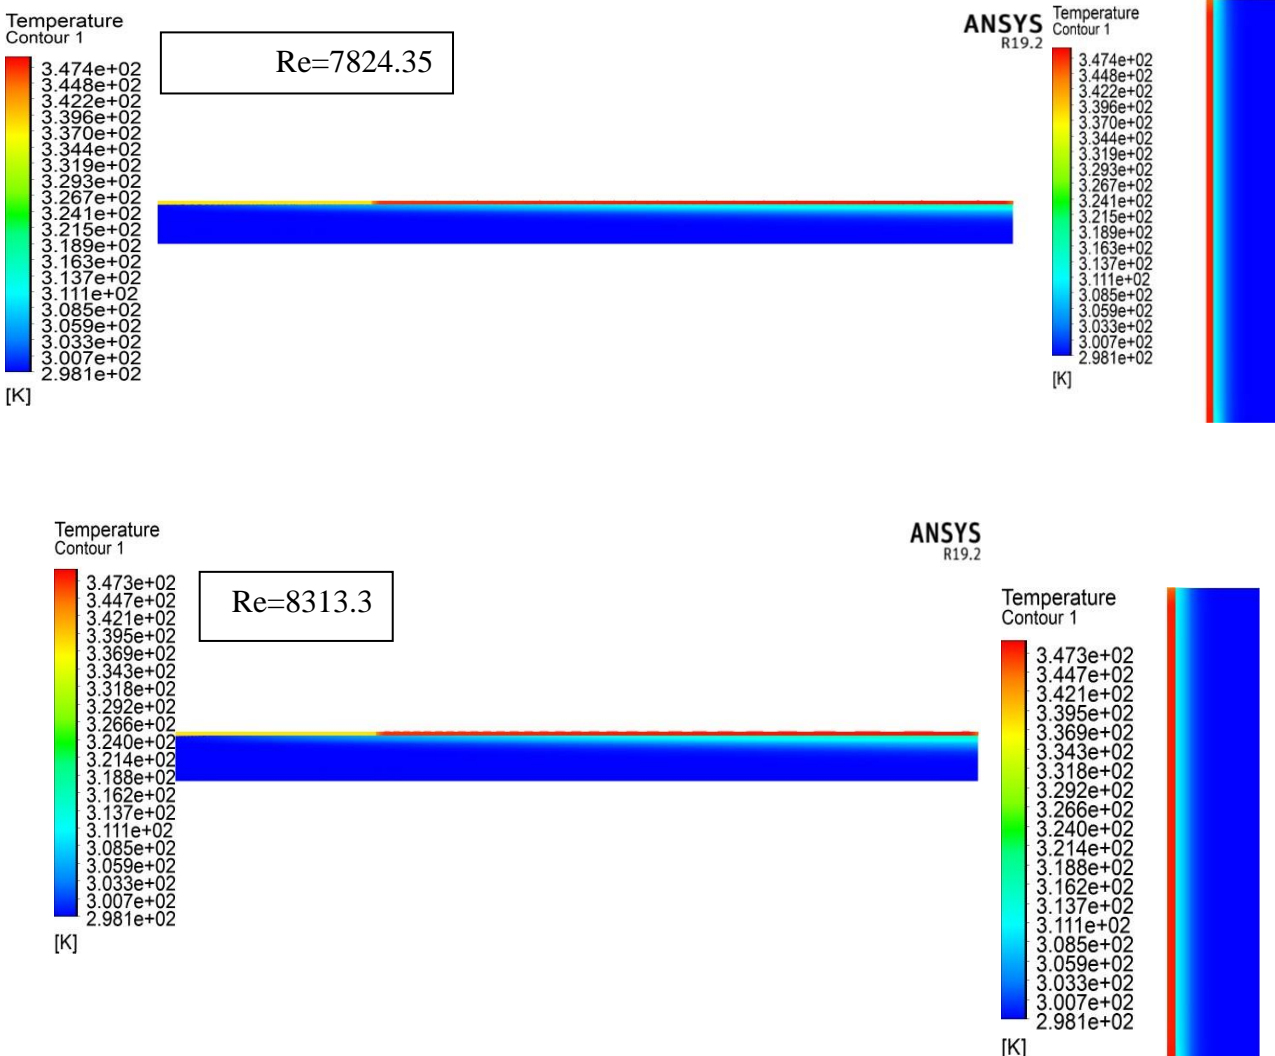 Temperature
Contour 1
3.474e+02
3.448e+02
3.422e+02
3.396e+02
3.370e+02
3.344e+02
3.319e+02
3.293e+02
3.267e+02
3.241e+02
3.215e+02
3.189e+02
3.163e+02
3.137e+02
3.111e+02
3.085e+02
3.059e+02
3.033e+02
3.007e+02
2.981e+02
[K]
Re=7824.35
ANSYS
R19.2
Temperature
Contour 1
3.474e+02
3.448e+02
3.422e+02
3.396e+02
3.370e+02
3.344e+02
3.319e+02
3.293e+02
3.267e+02
3.241e+02
3.215e+02
3.189e+02
3.163e+02
3.137e+02
3.111e+02
3.085e+02
3.059e+02
3.033e+02
3.007e+02
2.981e+02
[K]
Temperature
Contour 1
3.473e+02
3.447e+02
3.421e+02
3.395e+02
3.369e+02
3.343e+02
3.318e+02
3.292e+02
3.266e+02
3.240e+02
3.214e+02
3.188e+02
3.162e+02
3.137e+02
3.111e+02
3.085e+02
3.059e+02
3.033e+02
3.007e+02
2.981e+02
[K]
Re=8313.3
ANSYS
R19.2
Temperature
Contour 1
3.473e+02
3.447e+02
3.421e+02
3.395e+02
3.369e+02
3.343e+02
3.318e+02
3.292e+02
3.266e+02
3.240e+02
3.214e+02
3.188e+02
3.162e+02
3.137e+02
3.111e+02
3.085e+02
3.059e+02
3.033e+02
3.007e+02
2.981e+02
[K]